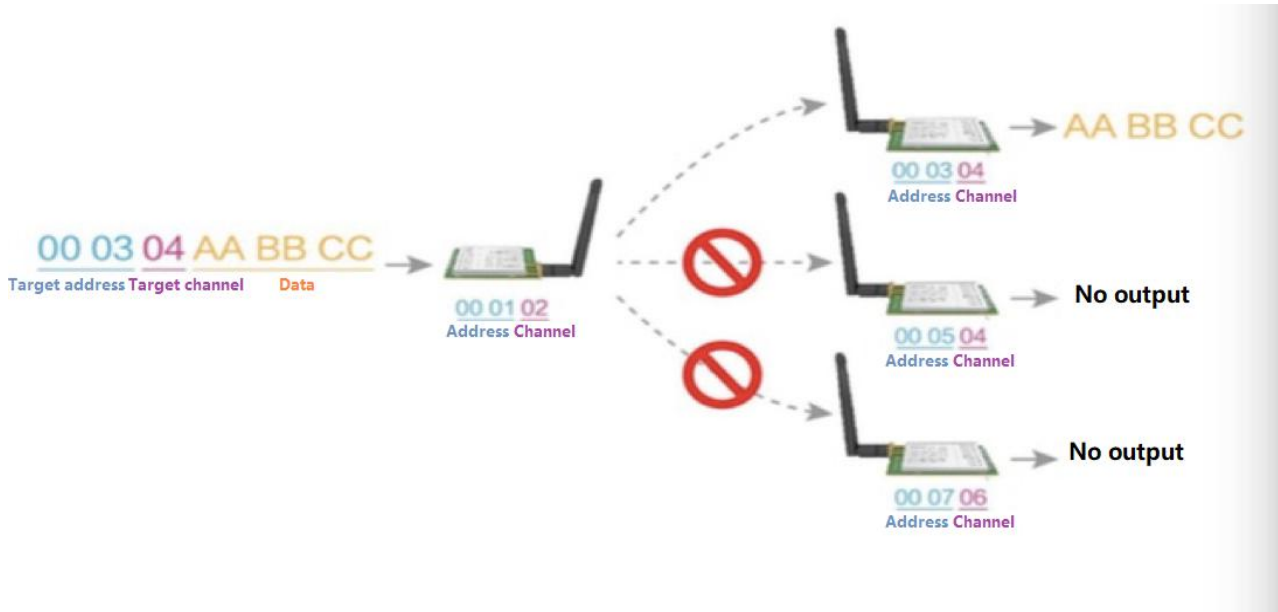 00 03 04 AA BB CC
Target address Target channel Data
00 01 02
Address Channel
00 03 04
Address Channel
AA BB CC
00 05 04
Address Channel
No output
00 07 06
Address Channel
No output